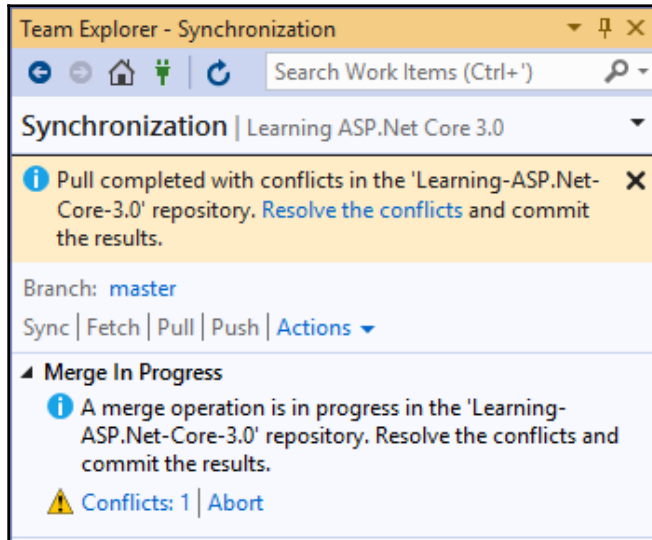 Team Explorer - Synchronization
Search Work Items (Ctrl+')
Synchronization | Learning ASP.Net Core 3.0
Pull completed with conflicts in the 'Learning-ASP.Net-
Core-3.0' repository. Resolve the conflicts and commit
the results.
Branch: master
Sync | Fetch | Pull | Push | Actions
Merge In Progress
A merge operation is in progress in the 'Learning-
ASP.Net-Core-3.0' repository. Resolve the conflicts and
commit the results.
Conflicts: 1 | Abort